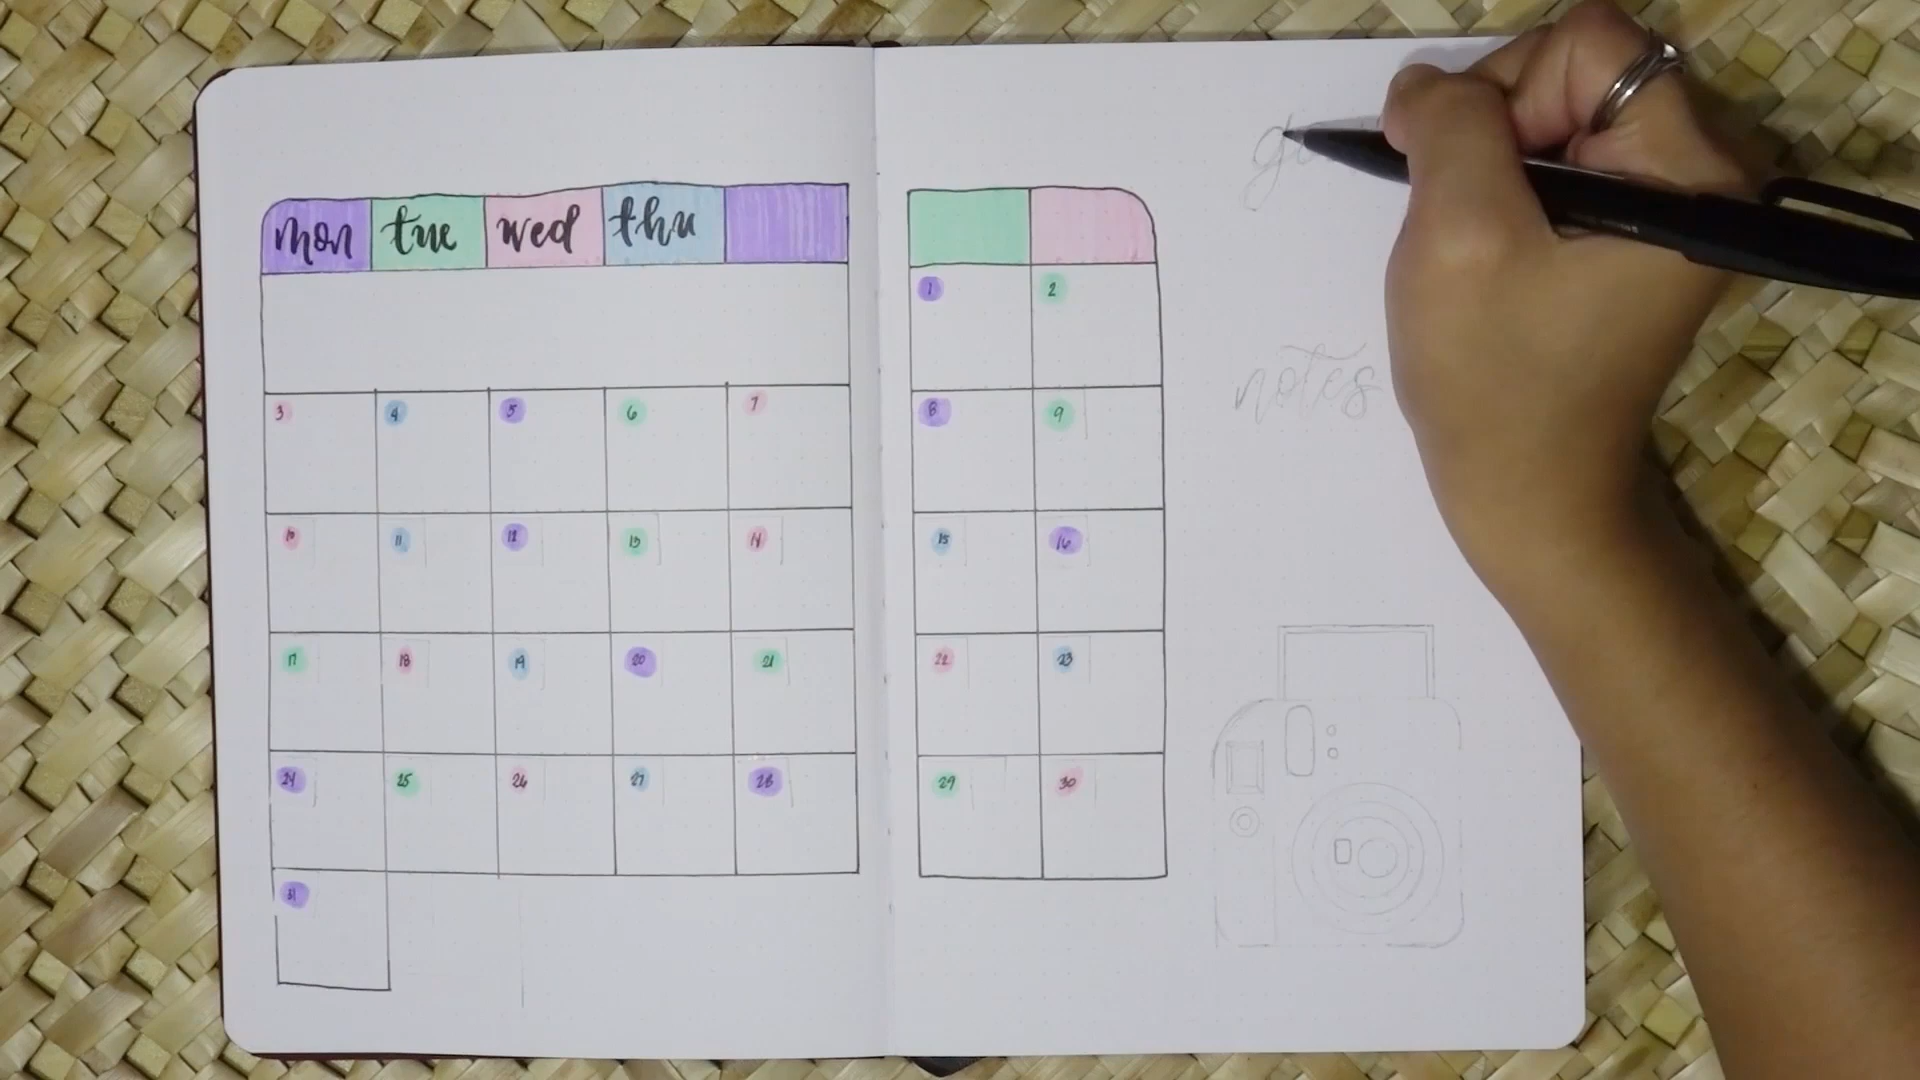 mon tue wed thu
1 2
3 4 5 6 7 8 9
10 11 12 13 14 15 16
17 18 19 20 21 22 23
24 25 26 27 28 29 30
31
notes